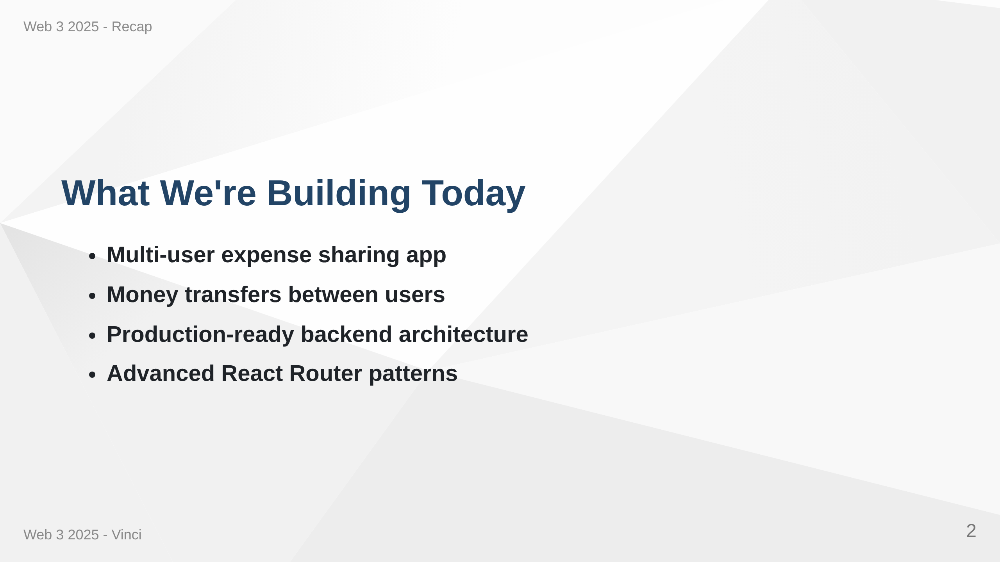 Web 3 2025 - Recap
What We're Building Today
• Multi-user expense sharing app
• Money transfers between users
• Production-ready backend architecture
• Advanced React Router patterns
Web 3 2025 - Vinci
2